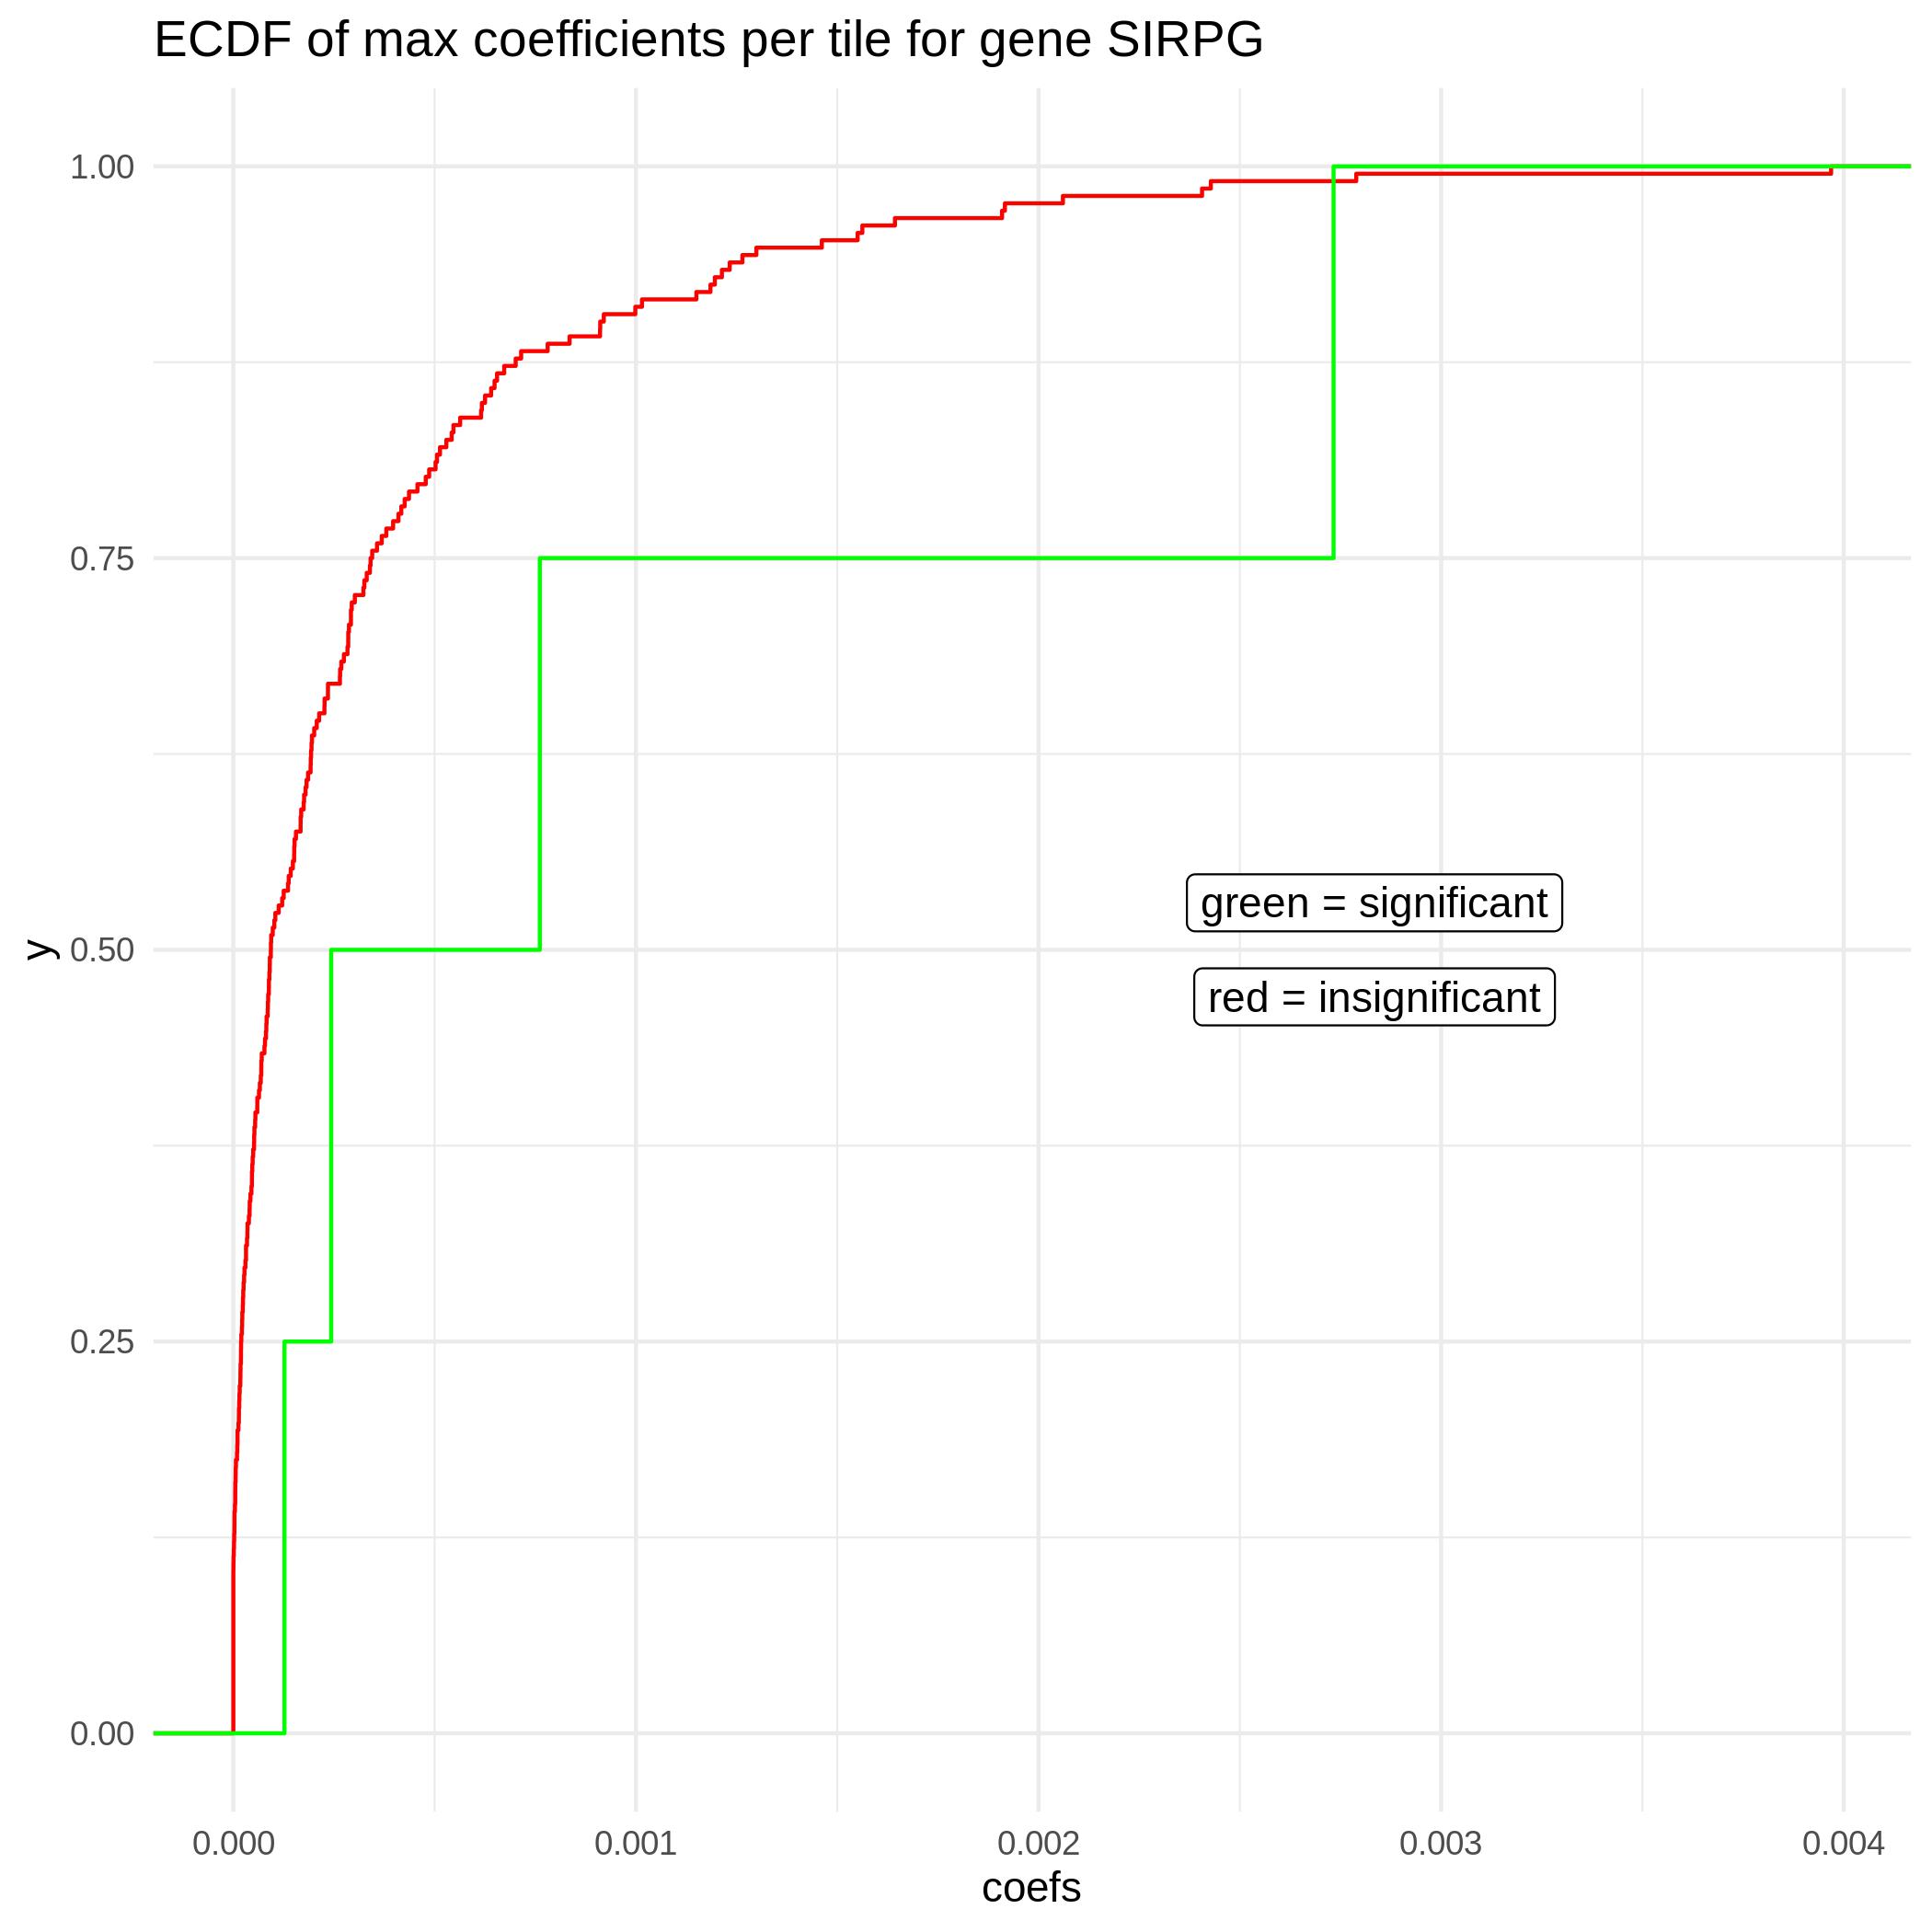 ECDF of max coefficients per tile for gene SIRPG
1.00
0.75
0.50
0.25
0.00
y
green = significant
red = insignificant
0.000 0.001 0.002 0.003 0.004
coefs